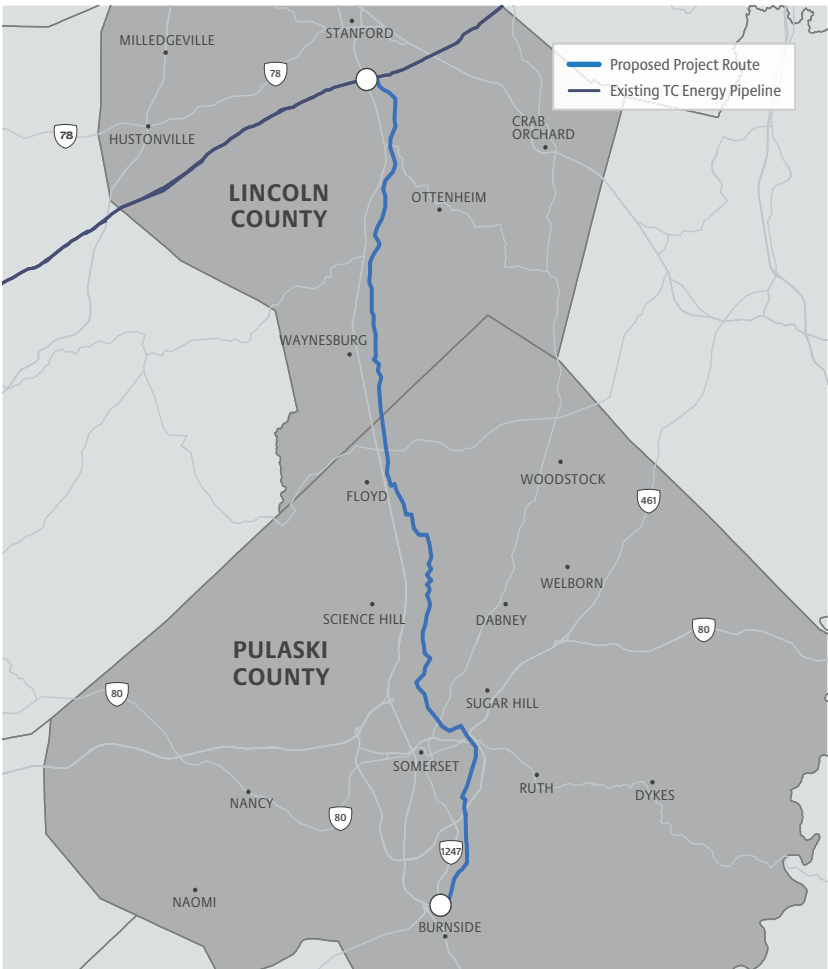 STANFORD
MILLEDGEVILLE
Proposed Project Route
78
Existing TC Energy Pipeline
CRAB
ORCHARD
78
HUSTONVILLE
LINCOLN
COUNTY
OTTENHEIM
WAYNESBURG
WOODSTOCK
FLOYD
461
WELBORN
SCIENCE HILL
DABNEY
80
PULASKI
COUNTY
80
SUGAR HILL
SOMERSET
RUTH
DYKES
NANCY
80
1247
NAOMI
BURNSIDE